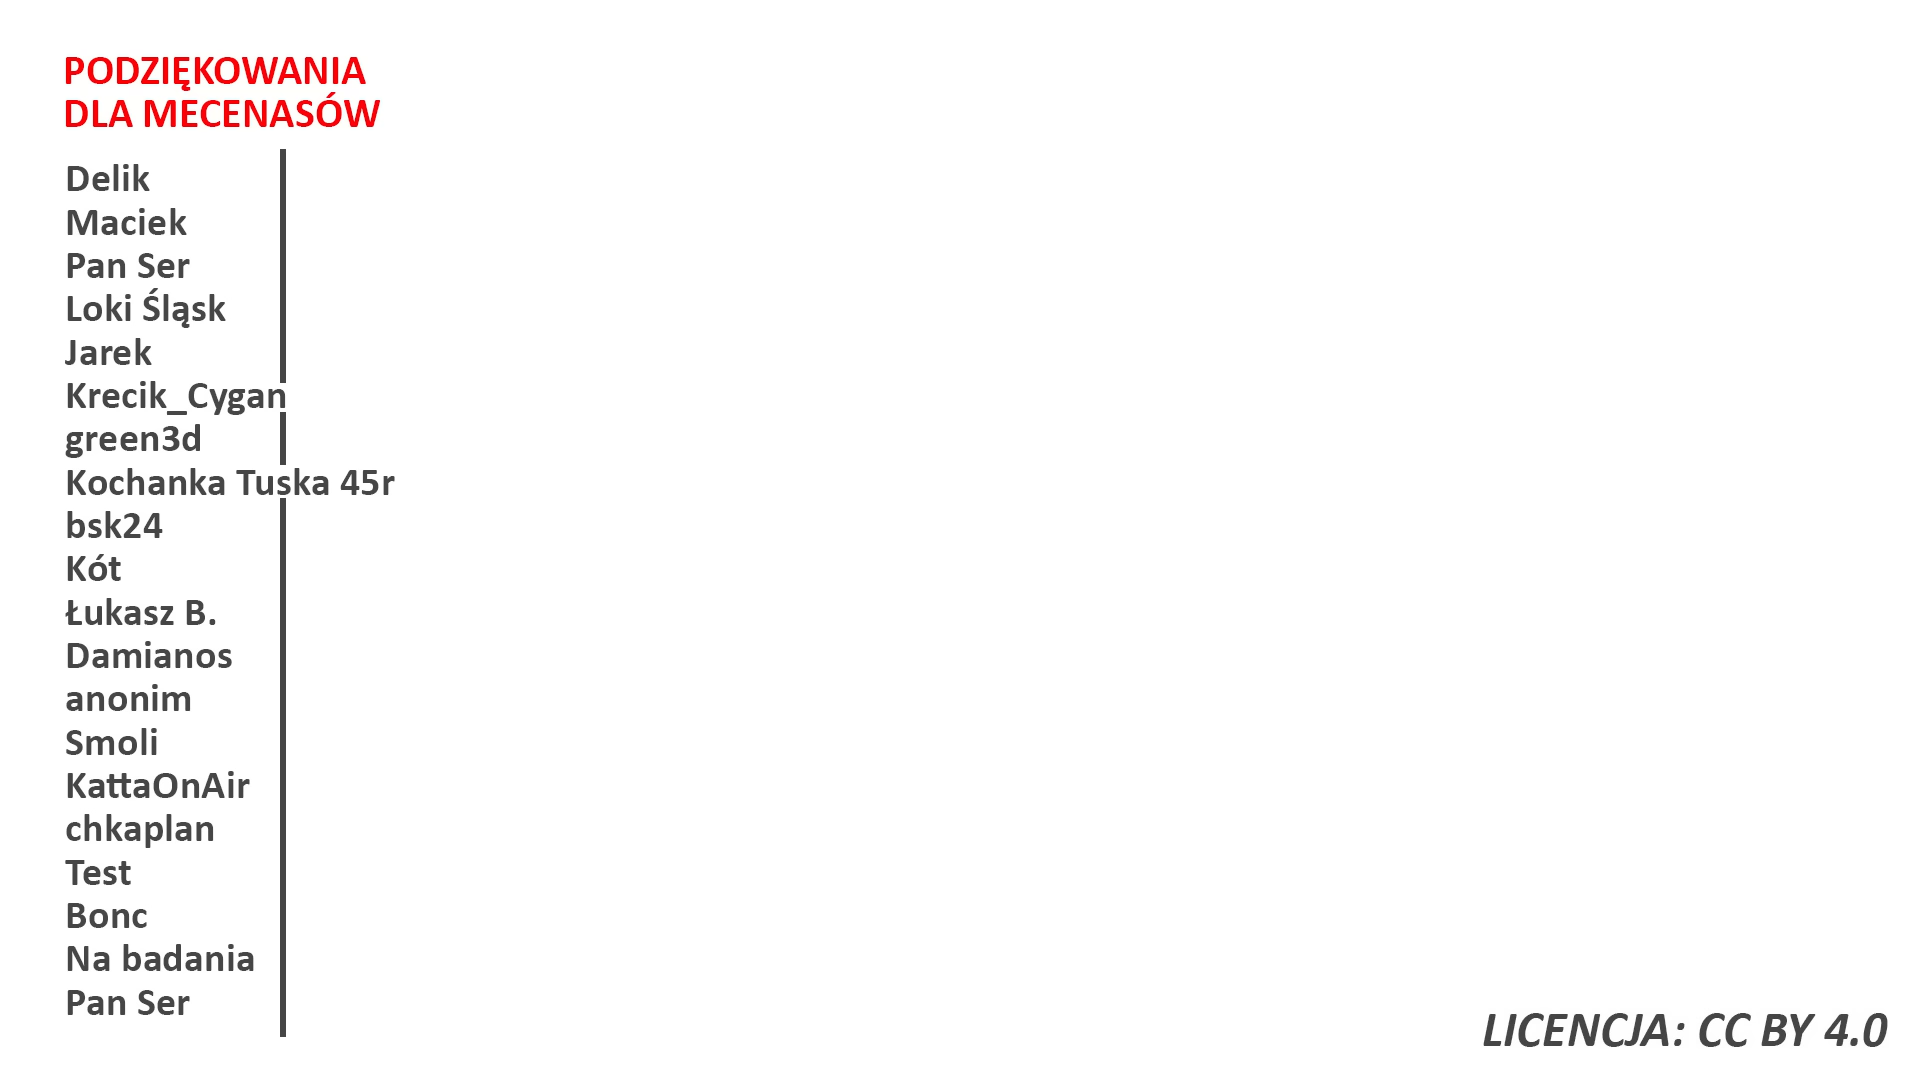 PODZIĘKOWANIA
DLA MECENASÓW
Delik
Maciek
Pan Ser
Loki Śląsk
Jarek
Krecik_Cygan
green3d
Kochanka Tuska 45r
bsk24
Kót
Łukasz B.
Damianos
anonim
Smoli
KattaOnAir
chkaplan
Test
Bonc
Na badania
Pan Ser
LICENCJA: CC BY 4.0